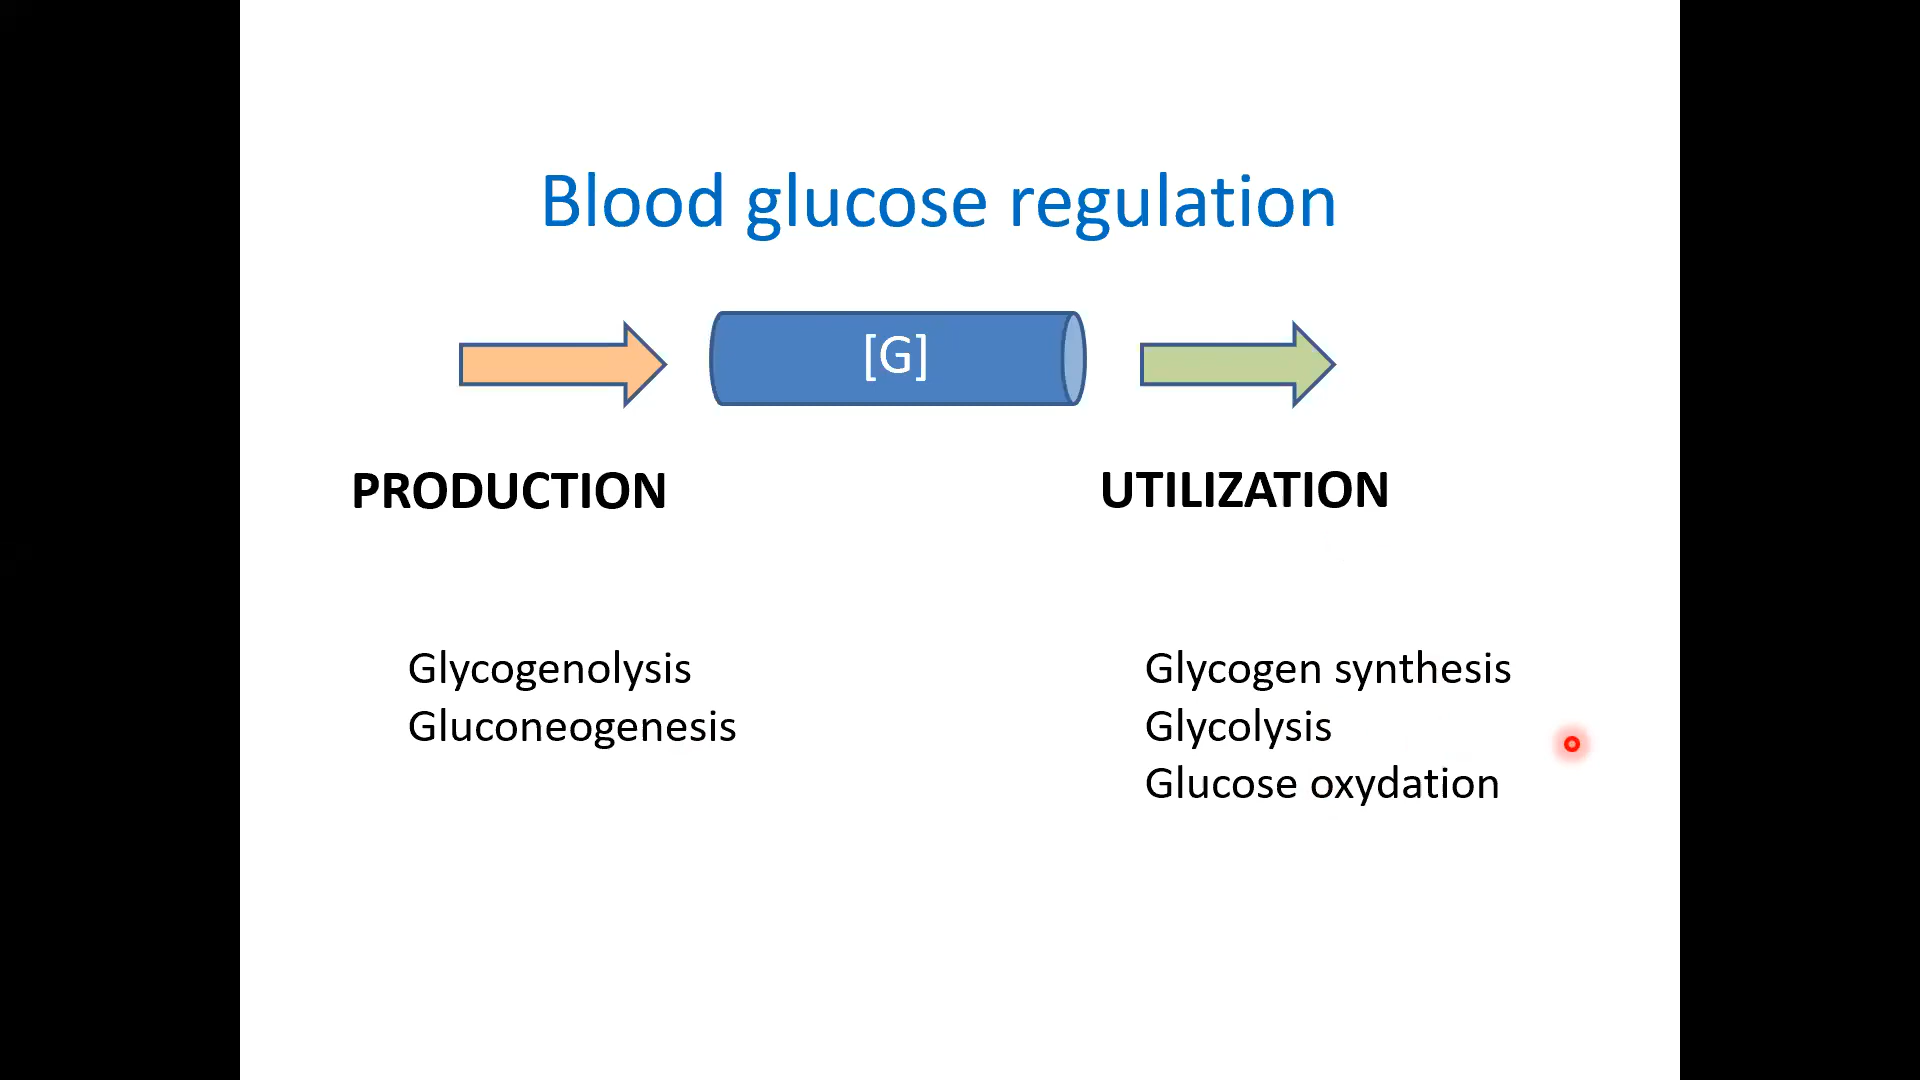 Blood glucose regulation
[G]
PRODUCTION
UTILIZATION
Glycogenolysis
Gluconeogenesis
Glycogen synthesis
Glycolysis
Glucose oxydation